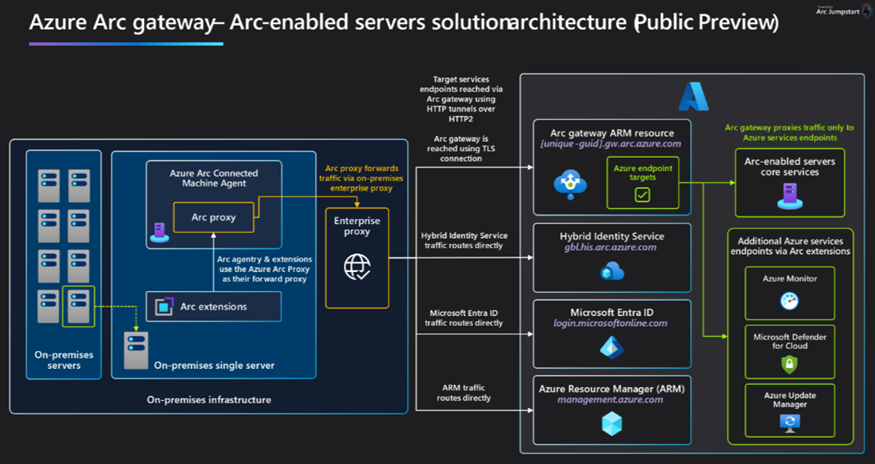 Azure Arc gateway– Arc-enabled servers solutionarchitecture (Public Preview)
Arc Jumpstart
Target services
endpoints reached via
Arc gateway using
HTTP tunnels over
HTTP2
Arc gateway is
reached using TLS
connection
Arc gateway ARM resource
[unique -guid].gw.arc.azure.com
Azure endpoint
targets
Arc gateway proxies traffic only to
Azure services endpoints
Arc-enabled servers
core services
Azure Arc Connected
Machine Agent
Arc proxy
Arc proxy forwards
traffic via on-premises
enterprise proxy
Enterprise
proxy
Arc agentry & extensions
use the Azure Arc Proxy
as their forward proxy
Arc extensions
On-premises
servers
On-premises single server
On-premises infrastructure
Hybrid Identity Service
traffic routes directly
Hybrid Identity Service
gbl.his.arc.azure.com
Microsoft Entra ID
traffic routes directly
Microsoft Entra ID
login.microsoftonline.com
ARM traffic
routes directly
Azure Resource Manager (ARM)
management.azure.com
Additional Azure services
endpoints via Arc extensions
Azure Monitor
Microsoft Defender
for Cloud
Azure Update
Manager